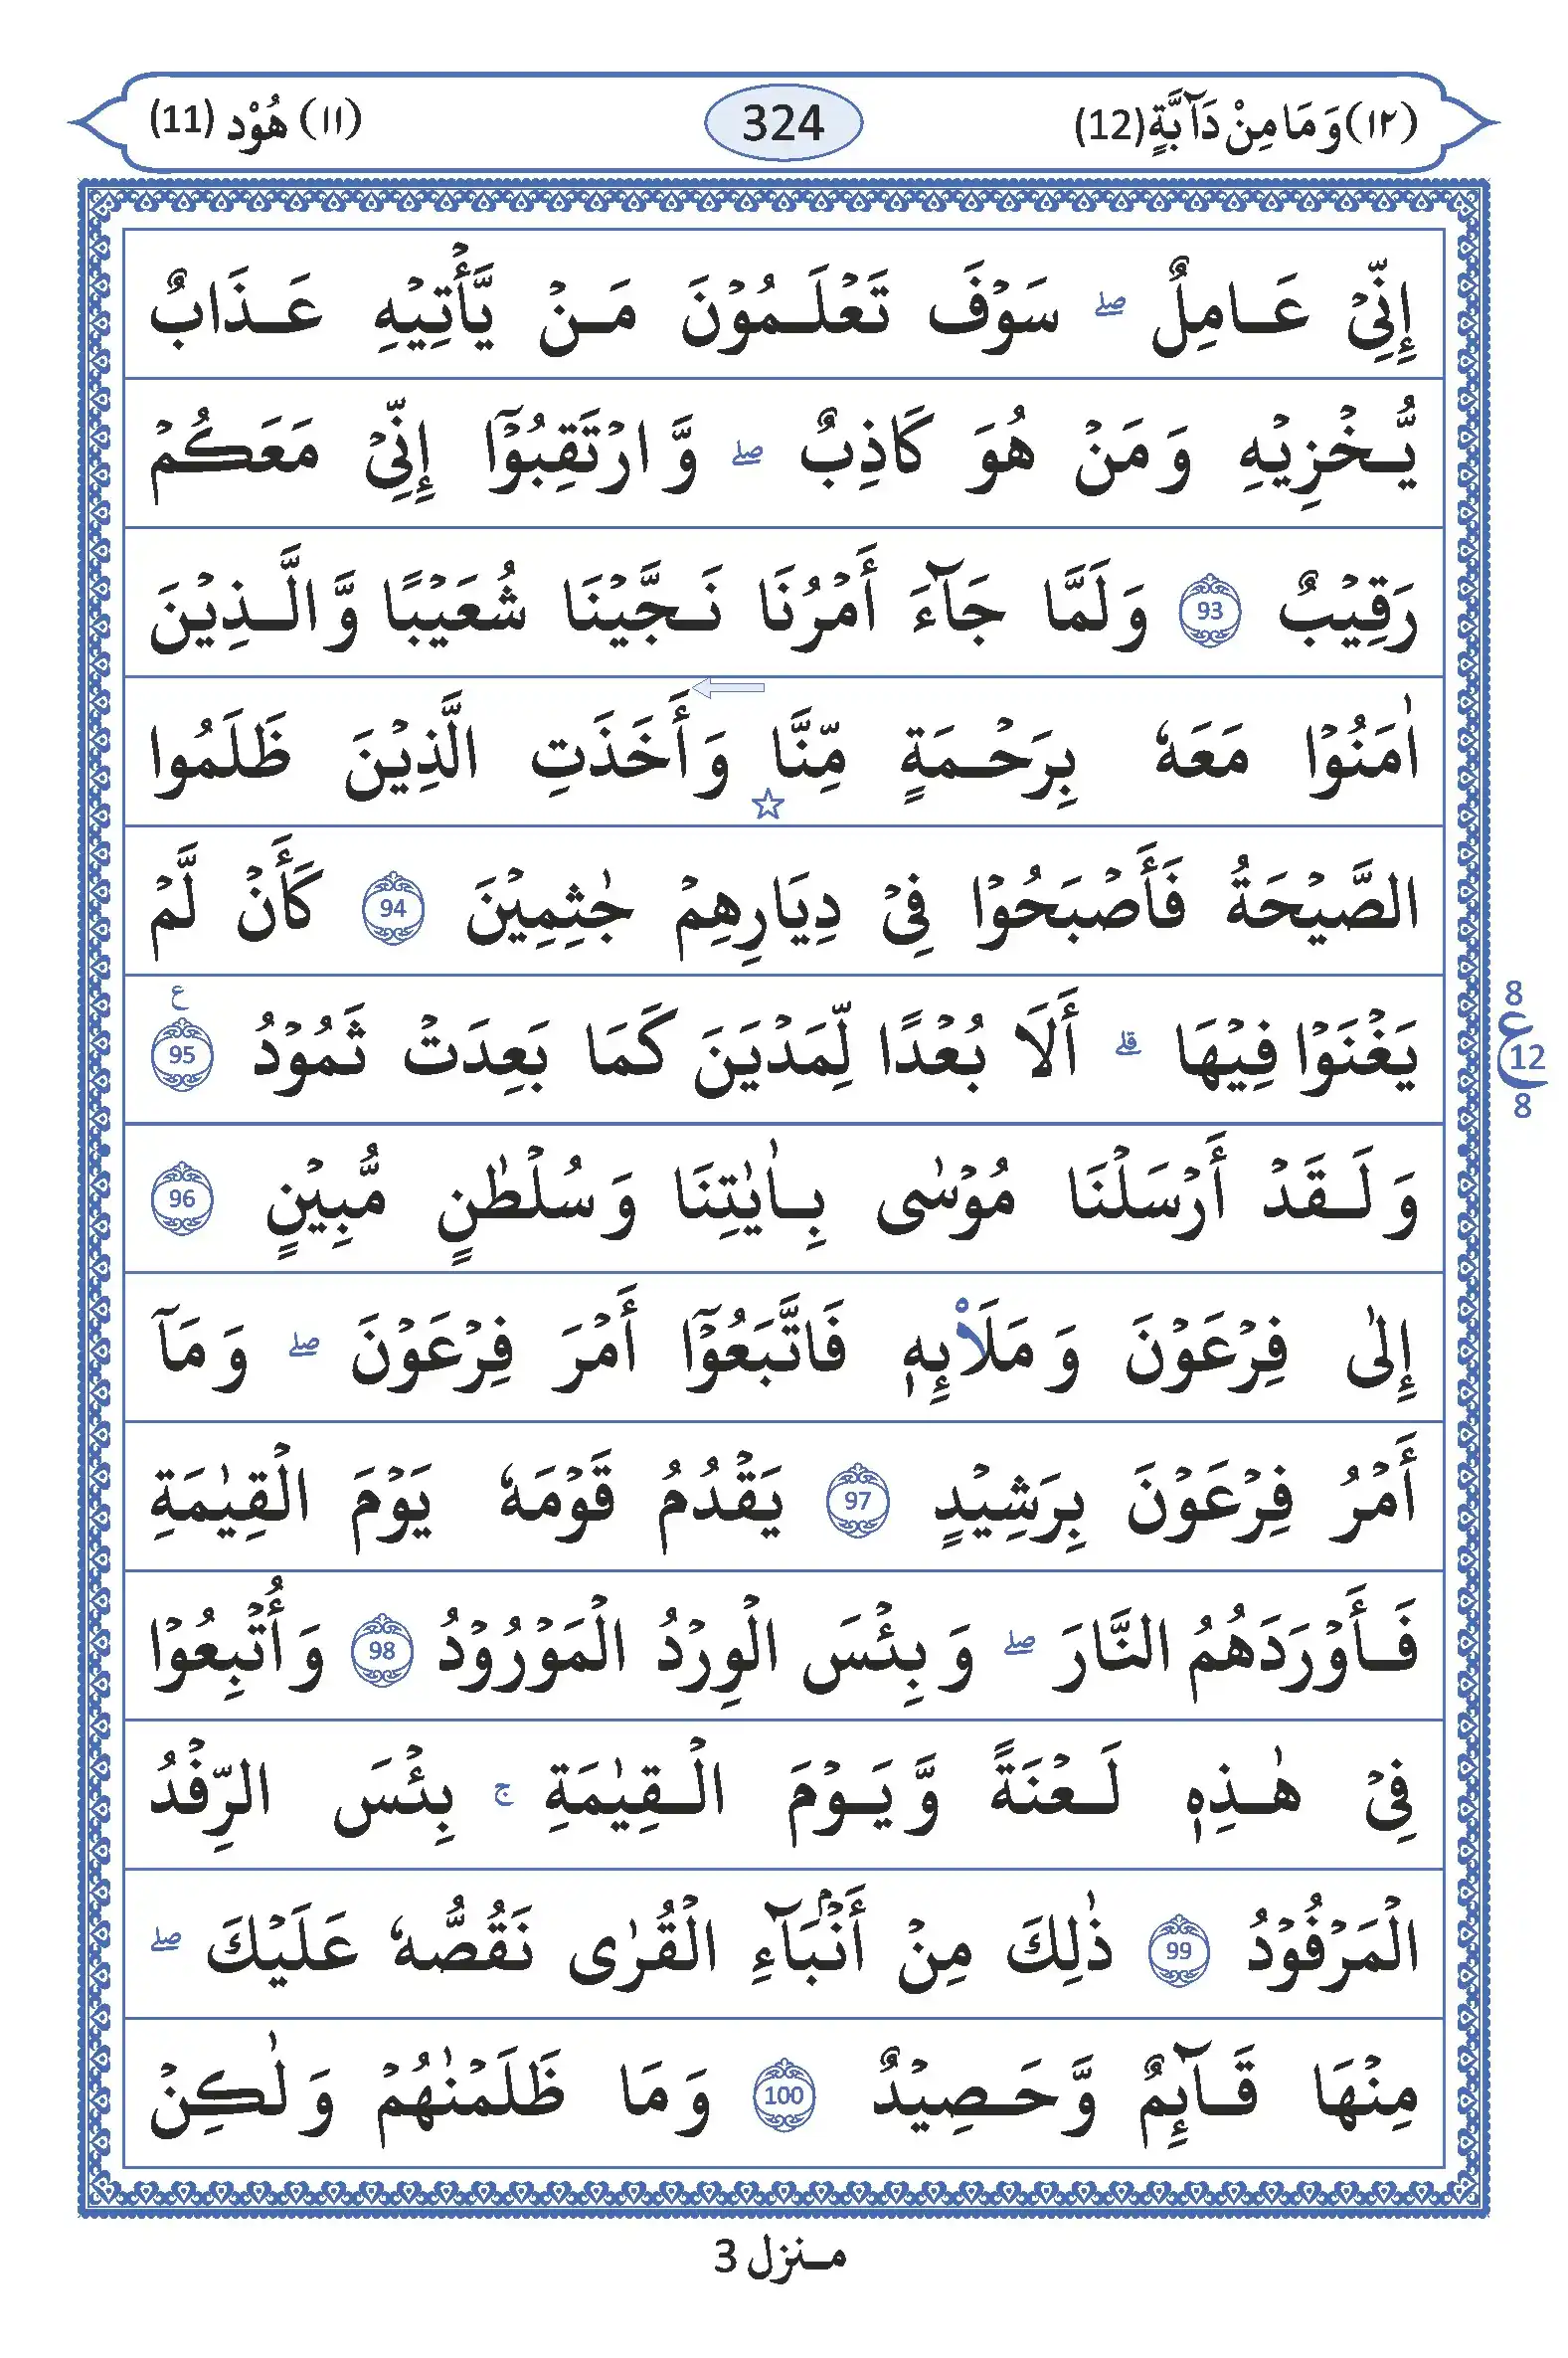 (١٢) وَمَا مِنْ دَآبَّةٍ (12) 324 (١١) هُوْد (11)
إِنِّىْ عَامِلٌ ۖ سَوْفَ تَعْلَمُوْنَ مَنْ يَّأْتِيْهِ عَذَابٌ
يُّخْزِيْهِ وَمَنْ هُوَ كَاذِبٌ ۖ وَّارْتَقِبُوْٓا إِنِّىْ مَعَكُمْ
رَقِيْبٌ 93 وَلَمَّا جَآءَ أَمْرُنَا نَجَّيْنَا شُعَيْبًا وَّالَّذِيْنَ
اٰمَنُوْا مَعَهٗ بِرَحْمَةٍ مِّنَّا ☆ وَأَخَذَتِ الَّذِيْنَ ظَلَمُوا
الصَّيْحَةُ فَأَصْبَحُوْا فِىْ دِيَارِهِمْ جٰثِمِيْنَ 94 كَأَنْ لَّمْ
يَغْنَوْا فِيْهَا ۗ أَلَا بُعْدًا لِّمَدْيَنَ كَمَا بَعِدَتْ ثَمُوْدُ 95 ع
8 ع 12 8
وَلَقَدْ أَرْسَلْنَا مُوْسٰى بِاٰيٰتِنَا وَسُلْطٰنٍ مُّبِيْنٍ 96
إِلٰى فِرْعَوْنَ وَمَلَا۟ئِهٖ فَاتَّبَعُوْٓا أَمْرَ فِرْعَوْنَ ۖ وَمَآ
أَمْرُ فِرْعَوْنَ بِرَشِيْدٍ 97 يَقْدُمُ قَوْمَهٗ يَوْمَ الْقِيٰمَةِ
فَأَوْرَدَهُمُ النَّارَ ۖ وَبِئْسَ الْوِرْدُ الْمَوْرُوْدُ 98 وَأُتْبِعُوْا
فِىْ هٰذِهٖ لَعْنَةً وَّيَوْمَ الْقِيٰمَةِ ۚ بِئْسَ الرِّفْدُ
الْمَرْفُوْدُ 99 ذٰلِكَ مِنْ أَنْۢبَآءِ الْقُرٰى نَقُصُّهٗ عَلَيْكَ ۖ
مِنْهَا قَآئِمٌ وَّحَصِيْدٌ 100 وَمَا ظَلَمْنٰهُمْ وَلٰكِنْ
مـنزل 3